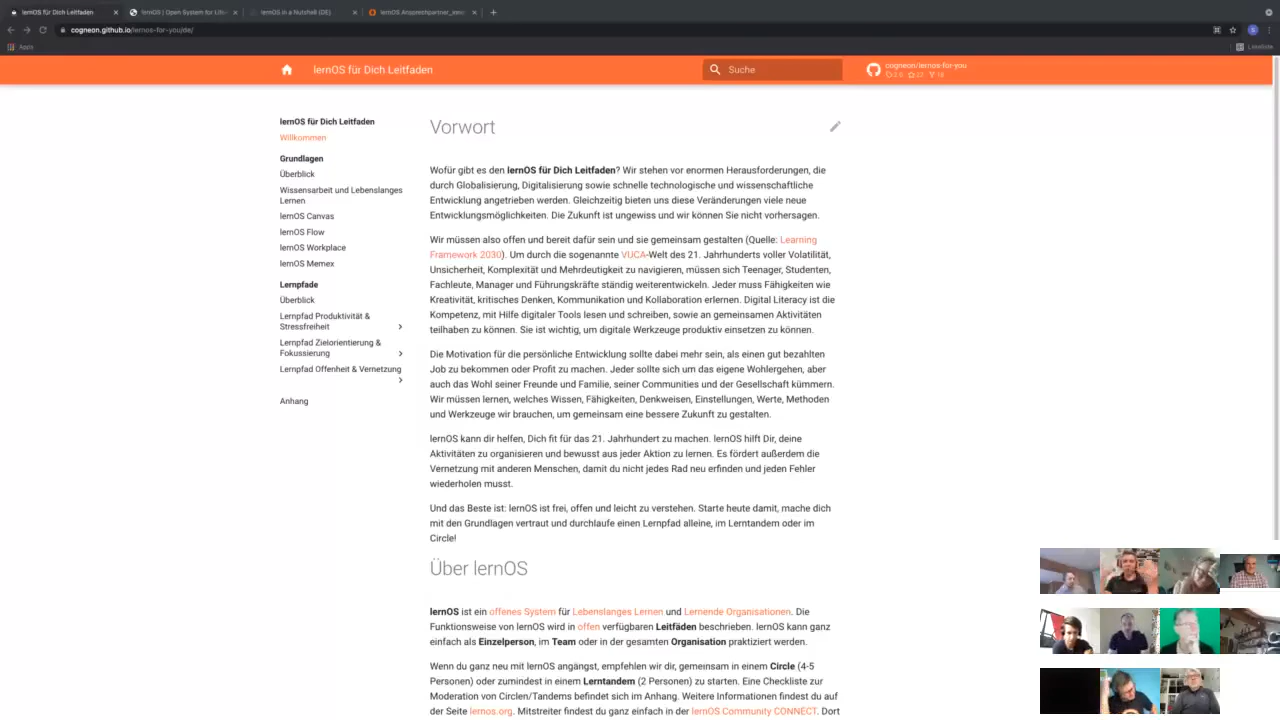 lernOS für Dich Leitfaden
lernOS | Open System for Life
lernOS in a Nutshell (DE)
cogneon.github.io/lernos-for-you/de/
Apps
Leseliste
lernOS für Dich Leitfaden
Suche
cogneon/lernos-for-you
2.0 22 18
lernOS für Dich Leitfaden
Willkommen
Grundlagen
Überblick
Wissensarbeit und Lebenslanges
Lernen
lernOS Canvas
lernOS Flow
lernOS Workplace
lernOS Memex
Lernpfade
Überblick
Lernpfad Produktivität &
Stressfreiheit
Lernpfad Zielorientierung &
Fokussierung
Lernpfad Offenheit & Vernetzung
Anhang
Vorwort
Wofür gibt es den lernOS für Dich Leitfaden? Wir stehen vor enormen Herausforderungen, die
durch Globalisierung, Digitalisierung sowie schnelle technologische und wissenschaftliche
Entwicklung angetrieben werden. Gleichzeitig bieten uns diese Veränderungen viele neue
Entwicklungsmöglichkeiten. Die Zukunft ist ungewiss und wir können Sie nicht vorhersagen.
Wir müssen also offen und bereit dafür sein und sie gemeinsam gestalten (Quelle: Learning
Framework 2030). Um durch die sogenannte VUCA-Welt des 21. Jahrhunderts voller Volatilität,
Unsicherheit, Komplexität und Mehrdeutigkeit zu navigieren, müssen sich Teenager, Studenten,
Fachleute, Manager und Führungskräfte ständig weiterentwickeln. Jeder muss Fähigkeiten wie
Kreativität, kritisches Denken, Kommunikation und Kollaboration erlernen. Digital Literacy ist die
Kompetenz, mit Hilfe digitaler Tools lesen und schreiben, sowie an gemeinsamen Aktivitäten
teilhaben zu können. Sie ist wichtig, um digitale Werkzeuge produktiv einsetzen zu können.
Die Motivation für die persönliche Entwicklung sollte dabei mehr sein, als einen gut bezahlten
Job zu bekommen oder Profit zu machen. Jeder sollte sich um das eigene Wohlergehen, aber
auch das Wohl seiner Freunde und Familie, seiner Communities und der Gesellschaft kümmern.
Wir müssen lernen, welches Wissen, Fähigkeiten, Denkweisen, Einstellungen, Werte, Methoden
und Werkzeuge wir brauchen, um gemeinsam eine bessere Zukunft zu gestalten.
lernOS kann dir helfen, Dich fit für das 21. Jahrhundert zu machen. lernOS hilft Dir, deine
Aktivitäten zu organisieren und bewusst aus jeder Aktion zu lernen. Es fördert außerdem die
Vernetzung mit anderen Menschen, damit du nicht jedes Rad neu erfinden und jeden Fehler
wiederholen musst.
Und das Beste ist: lernOS ist frei, offen und leicht zu verstehen. Starte heute damit, mache dich
mit den Grundlagen vertraut und durchlaufe einen Lernpfad alleine, im Lerntandem oder im
Circle!
Über lernOS
lernOS ist ein offenes System für Lebenslanges Lernen und Lernende Organisationen. Die
Funktionsweise von lernOS wird in offen verfügbaren Leitfäden beschrieben. lernOS kann ganz
einfach als Einzelperson, im Team oder in der gesamten Organisation praktiziert werden.
Wenn du ganz neu mit lernOS angängst, empfehlen wir dir, gemeinsam in einem Circle (4-5
Personen) oder zumindest in einem Lerntandem (2 Personen) zu starten. Eine Checkliste zur
Moderation von Circlen/Tandems befindet sich im Anhang. Weitere Informationen findest du auf
der Seite lernos.org. Mitstreiter findest du ganz einfach in der lernOS Community CONNECT. Dort